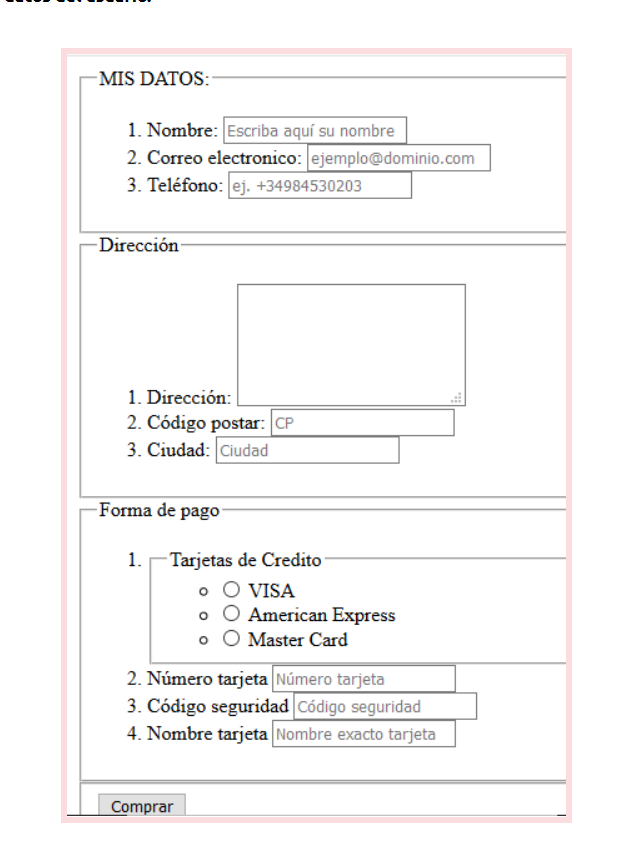 datos del usuario.
MIS DATOS:
1. Nombre: Escriba aquí su nombre
2. Correo electronico: ejemplo@dominio.com
3. Teléfono: ej. +34984530203
Dirección
1. Dirección:
2. Código postar: CP
3. Ciudad: Ciudad
Forma de pago
1. Tarjetas de Credito
VISA
American Express
Master Card
2. Número tarjeta Número tarjeta
3. Código seguridad Código seguridad
4. Nombre tarjeta Nombre exacto tarjeta
Comprar